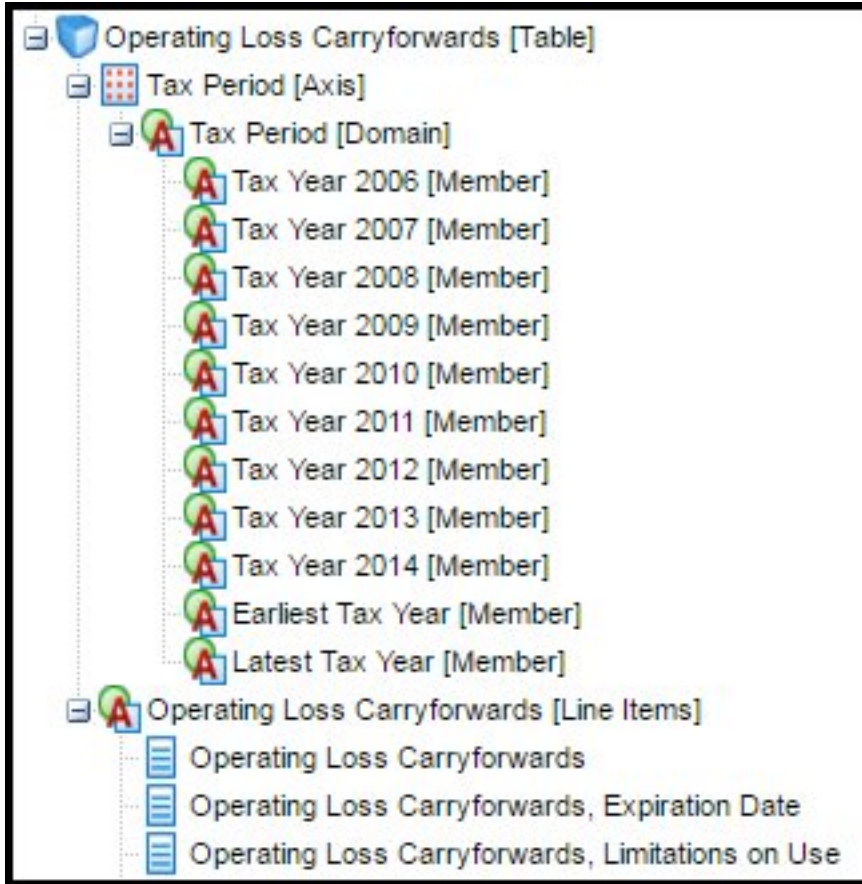 Operating Loss Carryforwards [Table]
Tax Period [Axis]
Tax Period [Domain]
Tax Year 2006 [Member]
Tax Year 2007 [Member]
Tax Year 2008 [Member]
Tax Year 2009 [Member]
Tax Year 2010 [Member]
Tax Year 2011 [Member]
Tax Year 2012 [Member]
Tax Year 2013 [Member]
Tax Year 2014 [Member]
Earliest Tax Year [Member]
Latest Tax Year [Member]
Operating Loss Carryforwards [Line Items]
Operating Loss Carryforwards
Operating Loss Carryforwards, Expiration Date
Operating Loss Carryforwards, Limitations on Use